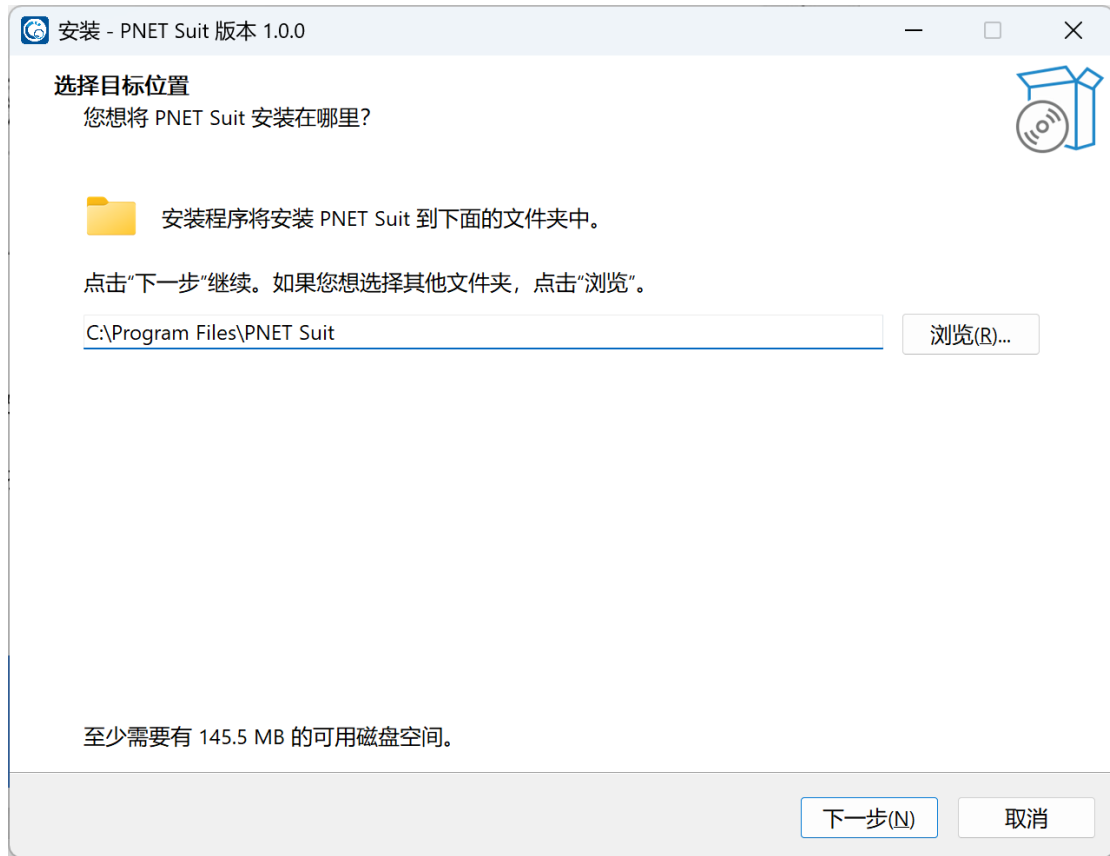 安装 - PNET Suit 版本 1.0.0
选择目标位置
您想将 PNET Suit 安装在哪里？
安装程序将安装 PNET Suit 到下面的文件夹中。
点击“下一步”继续。如果您想选择其他文件夹，点击“浏览”。
C:\Program Files\PNET Suit
浏览(R)...
至少需要有 145.5 MB 的可用磁盘空间。
下一步(N)
取消